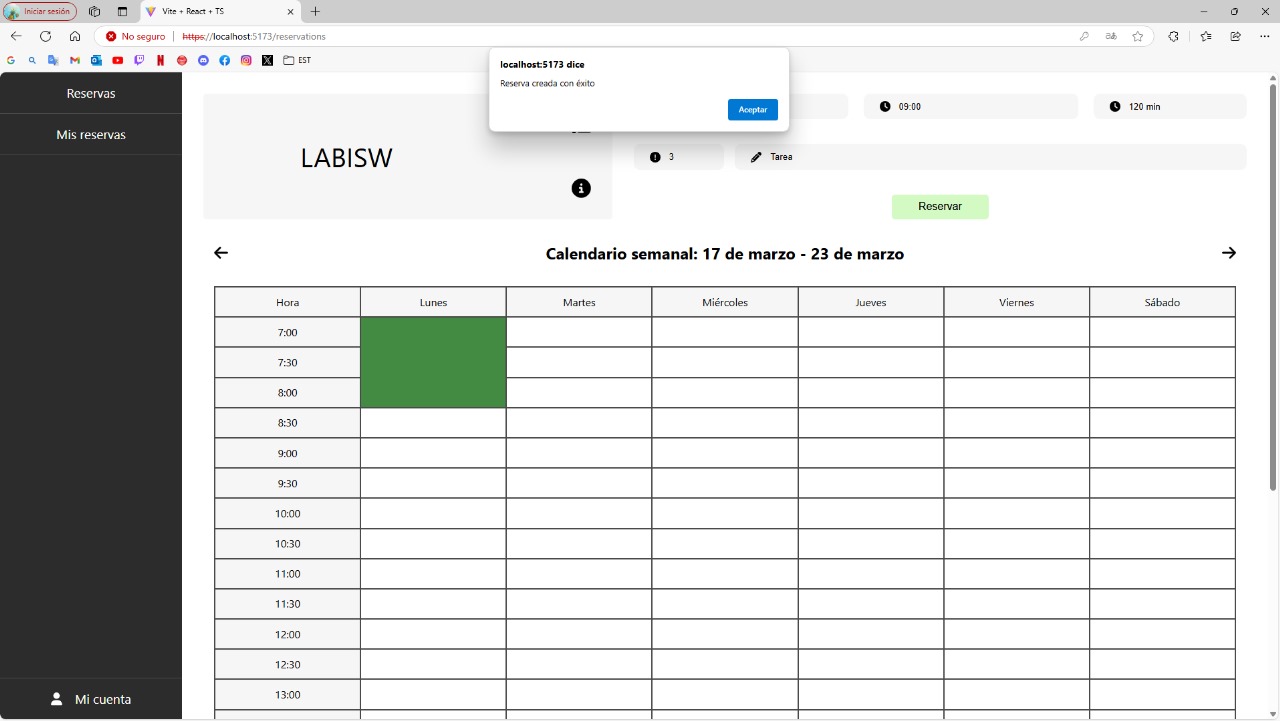 Iniciar sesión
Vite + React + TS
No seguro
https://localhost:5173/reservations
EST
localhost:5173 dice
Reserva creada con éxito
Aceptar
Reservas
Mis reservas
LABISW
09:00
120 min
3
Tarea
Reservar
Calendario semanal: 17 de marzo - 23 de marzo
Hora Lunes Martes Miércoles Jueves Viernes Sábado
7:00
7:30
8:00
8:30
9:00
9:30
10:00
10:30
11:00
11:30
12:00
12:30
13:00
Mi cuenta